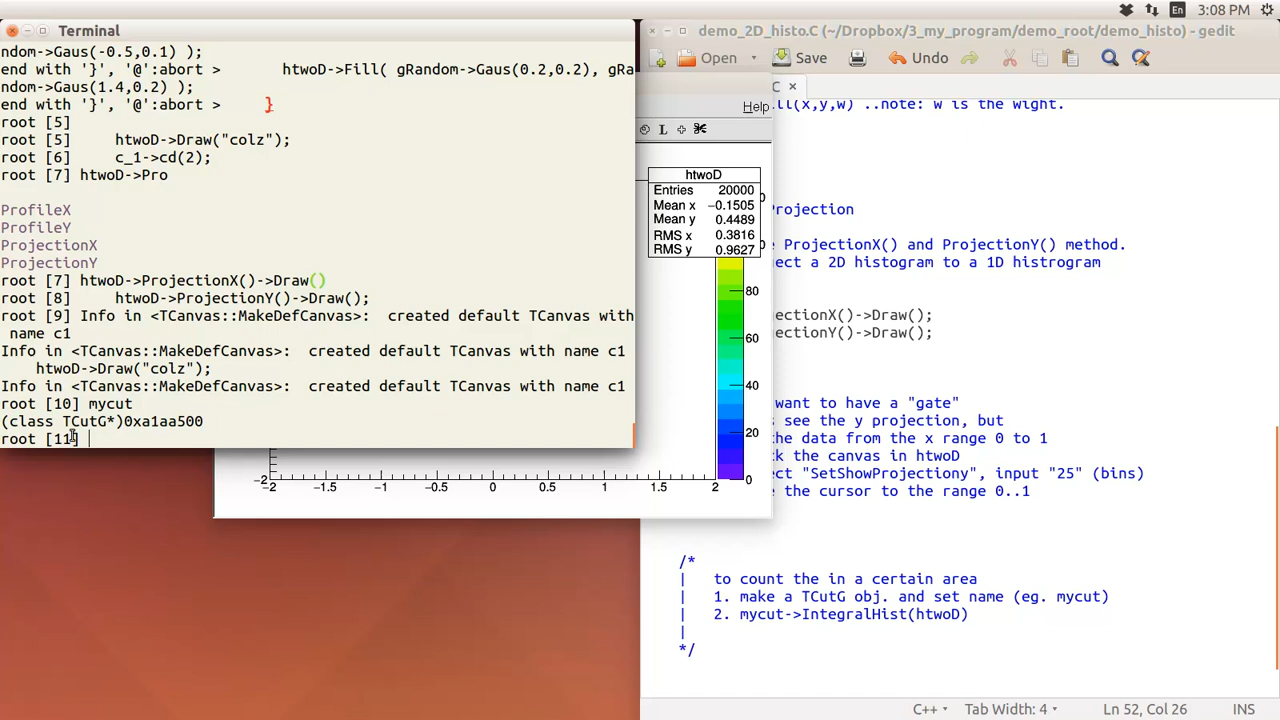 En
3:08 PM
Terminal
ndom->Gaus(-0.5,0.1) );
end with '}', '@':abort >       htwoD->Fill( gRandom->Gaus(0.2,0.2), gRa
ndom->Gaus(1.4,0.2) );
end with '}', '@':abort >     }
root [5]
root [5]     htwoD->Draw("colz");
root [6]     c_1->cd(2);
root [7] htwoD->Pro
ProfileX
ProfileY
ProjectionX
ProjectionY
root [7] htwoD->ProjectionX()->Draw()
root [8]     htwoD->ProjectionY()->Draw();
root [9] Info in <TCanvas::MakeDefCanvas>:  created default TCanvas with
name c1
Info in <TCanvas::MakeDefCanvas>:  created default TCanvas with name c1
htwoD->Draw("colz");
Info in <TCanvas::MakeDefCanvas>:  created default TCanvas with name c1
root [10] mycut
(class TCutG*)0xa1aa500
root [11]
Help
L
htwoD
Entries 20000
Mean x −0.1505
Mean y 0.4489
RMS x 0.3816
RMS y 0.9627
80
60
40
20
0
−2
−2 −1.5 −1 −0.5 0 0.5 1 1.5 2
demo_2D_histo.C (~/Dropbox/3_my_program/demo_root/demo_histo) - gedit
Open
Save
Undo
C ×
ll(x,y,w) ..note: w is the wight.
Projection
e ProjectionX() and ProjectionY() method.
ject a 2D histogram to a 1D histrogram
ojectionX()->Draw();
ojectionY()->Draw();
want to have a "gate"
s see the y projection, but
the data from the x range 0 to 1
ck the canvas in htwoD
ect "SetShowProjectiony", input "25" (bins)
e the cursor to the range 0..1
/*
|    to count the in a certain area
|    1. make a TCutG obj. and set name (eg. mycut)
|    2. mycut->IntegralHist(htwoD)
|
*/
C++
Tab Width: 4
Ln 52, Col 26
INS